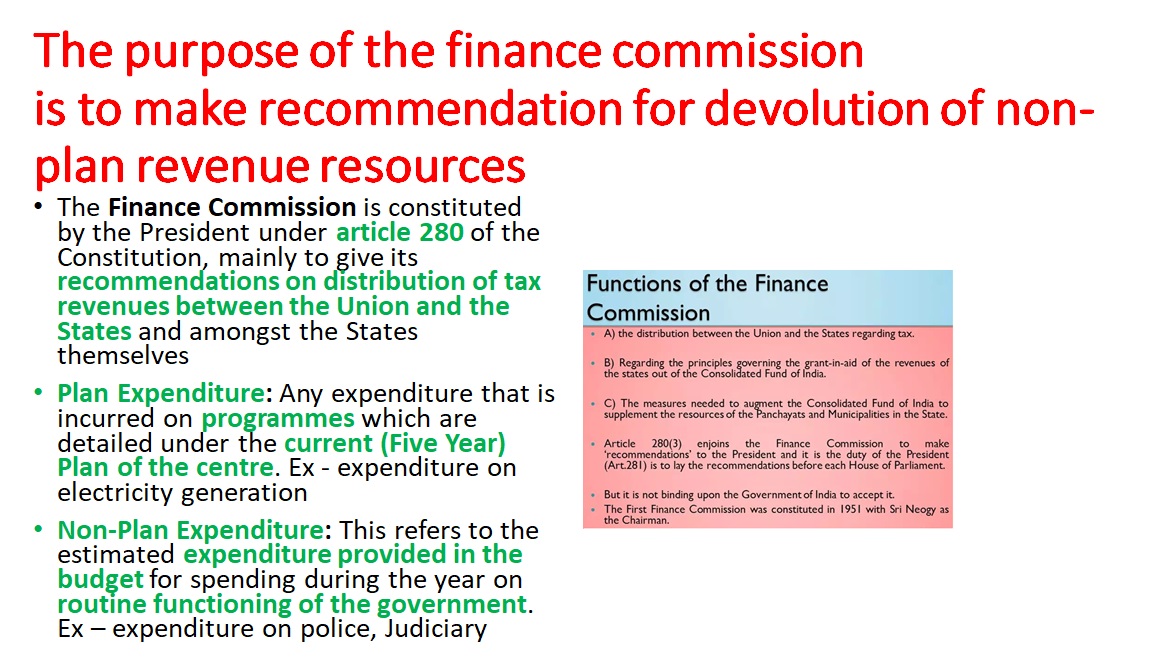 The purpose of the finance commission
is to make recommendation for devolution of non-
plan revenue resources
• The Finance Commission is constituted
by the President under article 280 of the
Constitution, mainly to give its
recommendations on distribution of tax
revenues between the Union and the
States and amongst the States
themselves
• Plan Expenditure: Any expenditure that is
incurred on programmes which are
detailed under the current (Five Year)
Plan of the centre. Ex - expenditure on
electricity generation
• Non-Plan Expenditure: This refers to the
estimated expenditure provided in the
budget for spending during the year on
routine functioning of the government.
Ex – expenditure on police, Judiciary
Functions of the Finance
Commission
• A) the distribution between the Union and the States regarding tax.
• B) Regarding the principles governing the grant-in-aid of the revenues of
the states out of the Consolidated Fund of India.
• C) The measures needed to augment the Consolidated Fund of India to
supplement the resources of the Panchayats and Municipalities in the State.
• Article 280(3) enjoins the Finance Commission to make
'recommendations' to the President and it is the duty of the President
(Art.281) is to lay the recommendations before each House of Parliament.
• But it is not binding upon the Government of India to accept it.
• The First Finance Commission was constituted in 1951 with Sri Neogy as
the Chairman.